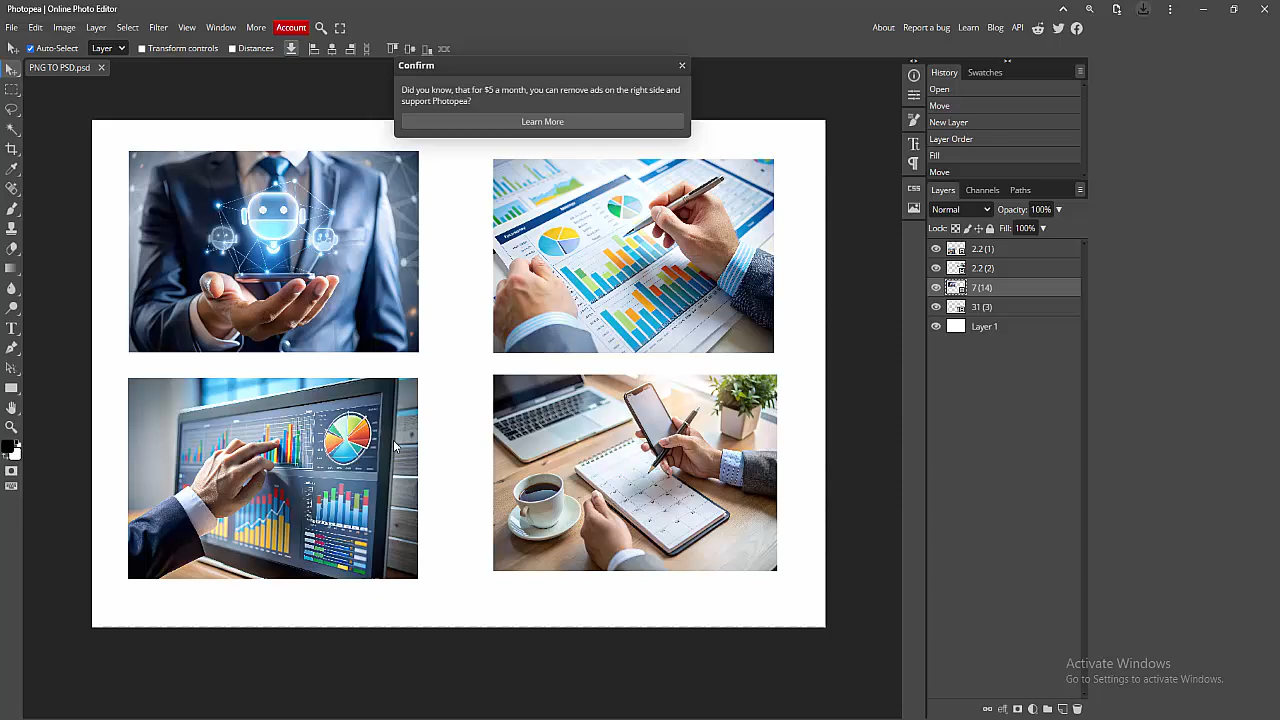 Photopea | Online Photo Editor
File Edit Image Layer Select Filter View Window More Account
About Report a bug Learn Blog API
Auto-Select Layer Transform controls Distances
PNG TO PSD.psd
Confirm
Did you know, that for $5 a month, you can remove ads on the right side and
support Photopea?
Learn More
History Swatches
Open
Move
New Layer
Layer Order
Fill
Move
Layers Channels Paths
Normal Opacity: 100%
Lock: Fill: 100%
2.2 (1)
2.2 (2)
7 (14)
31 (3)
Layer 1
CSS
eff
Activate Windows
Go to Settings to activate Windows.